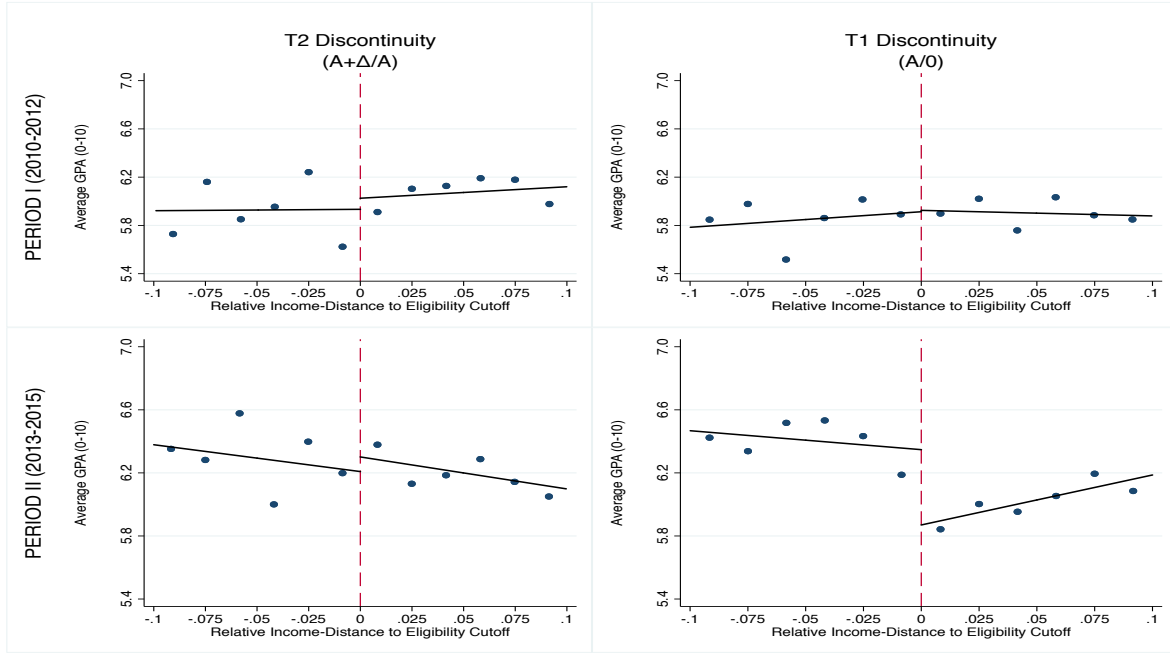 T2 Discontinuity
(A+Δ/A)
T1 Discontinuity
(A/0)
PERIOD I (2010-2012)
Average GPA (0-10)
7.0
6.6
6.2
5.8
5.4
-.1 -.075 -.05 -.025 0 .025 .05 .075 .1
Relative Income-Distance to Eligibility Cutoff
Average GPA (0-10)
7.0
6.6
6.2
5.8
5.4
-.1 -.075 -.05 -.025 0 .025 .05 .075 .1
Relative Income-Distance to Eligibility Cutoff
PERIOD II (2013-2015)
Average GPA (0-10)
7.0
6.6
6.2
5.8
5.4
-.1 -.075 -.05 -.025 0 .025 .05 .075 .1
Relative Income-Distance to Eligibility Cutoff
Average GPA (0-10)
7.0
6.6
6.2
5.8
5.4
-.1 -.075 -.05 -.025 0 .025 .05 .075 .1
Relative Income-Distance to Eligibility Cutoff